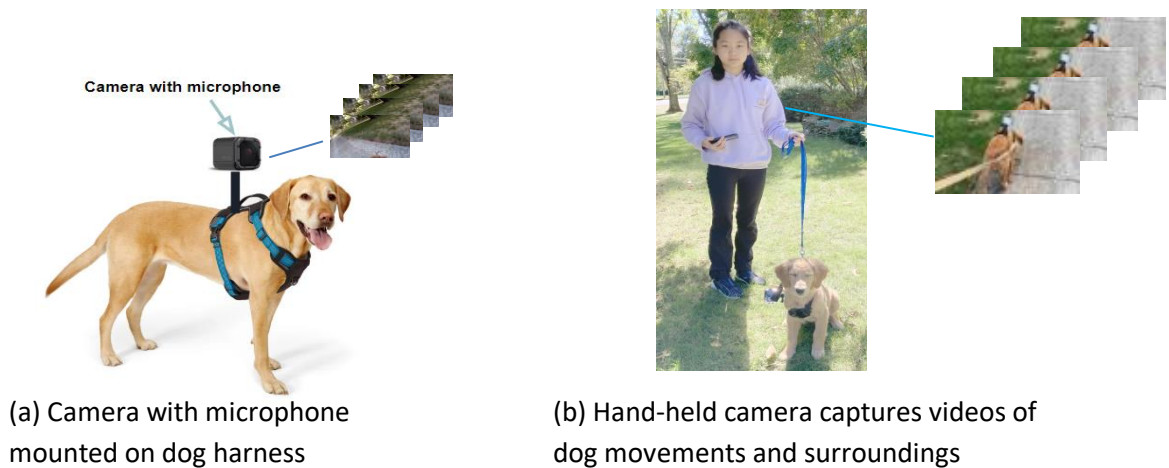 Camera with microphone
(a) Camera with microphone
mounted on dog harness
(b) Hand-held camera captures videos of
dog movements and surroundings